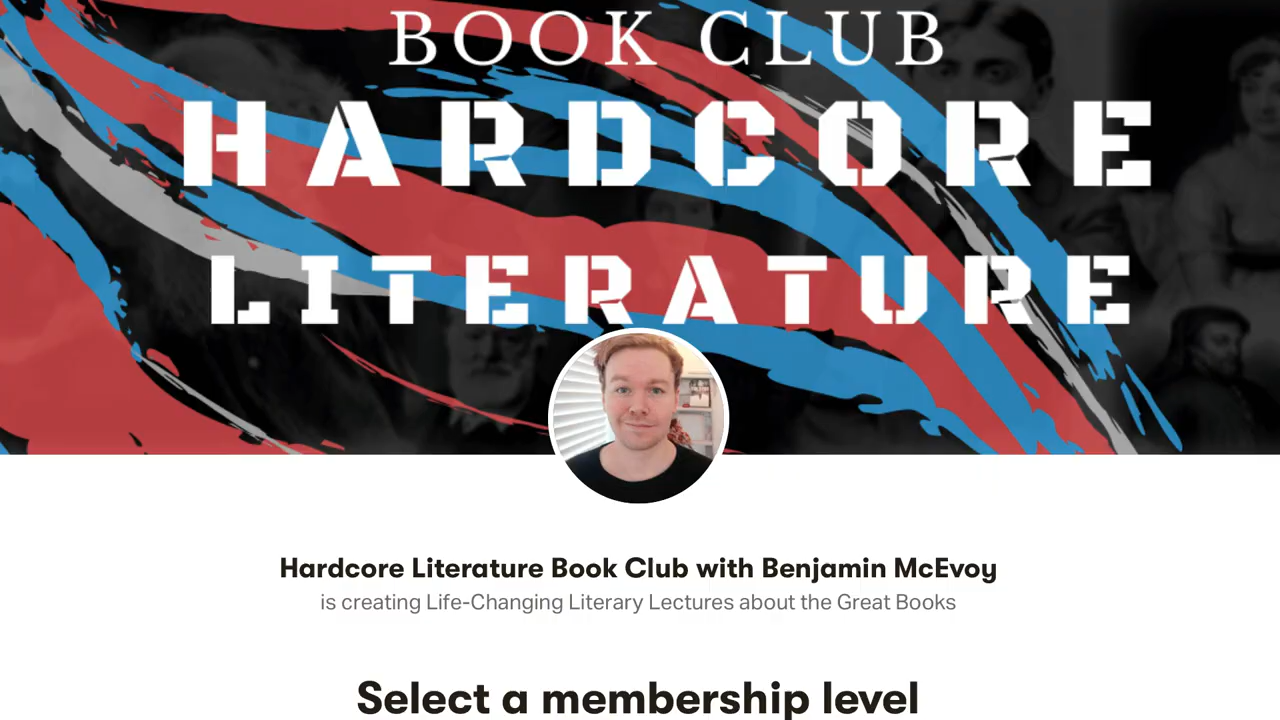 BOOK CLUB
HARDCORE
LITERATURE
Hardcore Literature Book Club with Benjamin McEvoy
is creating Life-Changing Literary Lectures about the Great Books
Select a membership level